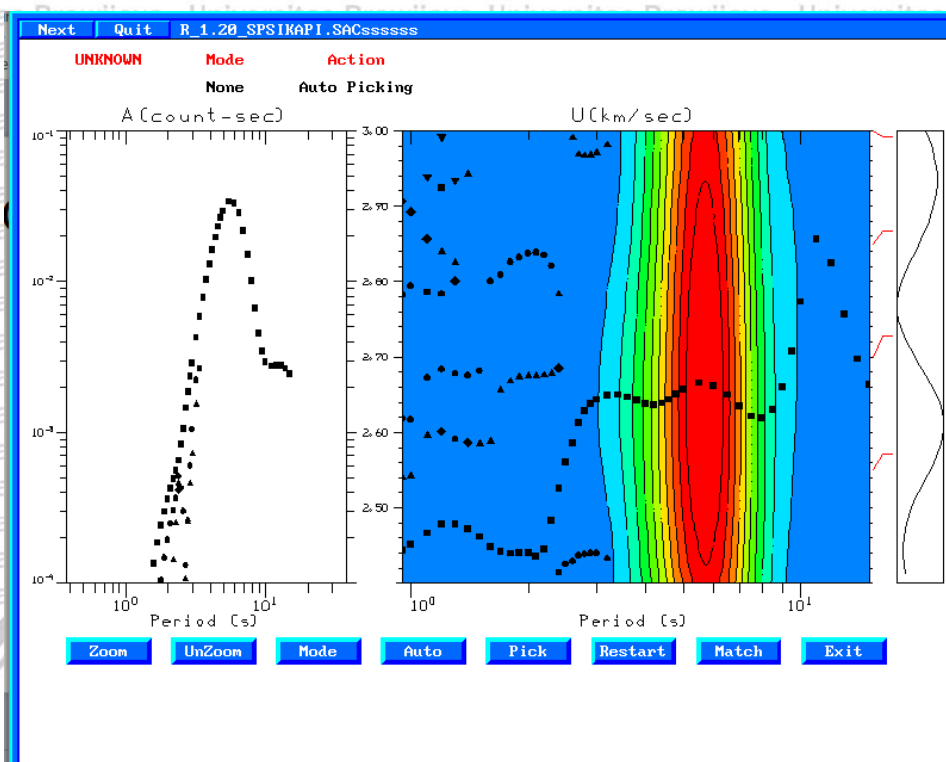 Next Quit R_1.20_SPSIKAPI.SACssssss
UNKNOWN Mode Action
None Auto Picking
A(count-sec) U(km/sec)
10⁻¹ 3.00
2.90
10⁻² 2.80
2.70
10⁻³ 2.60
2.50
10⁻⁴
10⁰ 10¹ 10⁰ 10¹
Period (s) Period (s)
Zoom UnZoom Mode Auto Pick Restart Match Exit